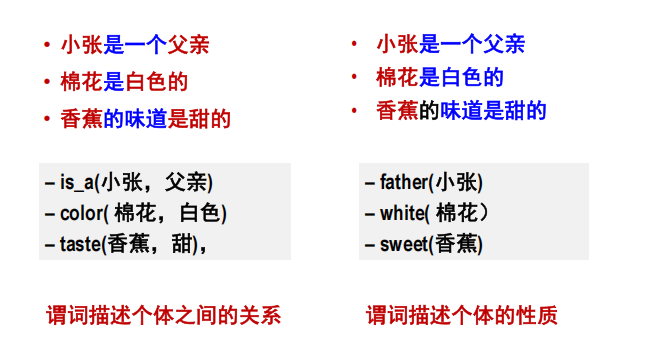 • 小张是一个父亲
• 棉花是白色的
• 香蕉的味道是甜的
– is_a(小张，父亲)
– color( 棉花，白色)
– taste(香蕉，甜)，
谓词描述个体之间的关系
• 小张是一个父亲
• 棉花是白色的
• 香蕉的味道是甜的
– father(小张)
– white( 棉花）
– sweet(香蕉)
谓词描述个体的性质